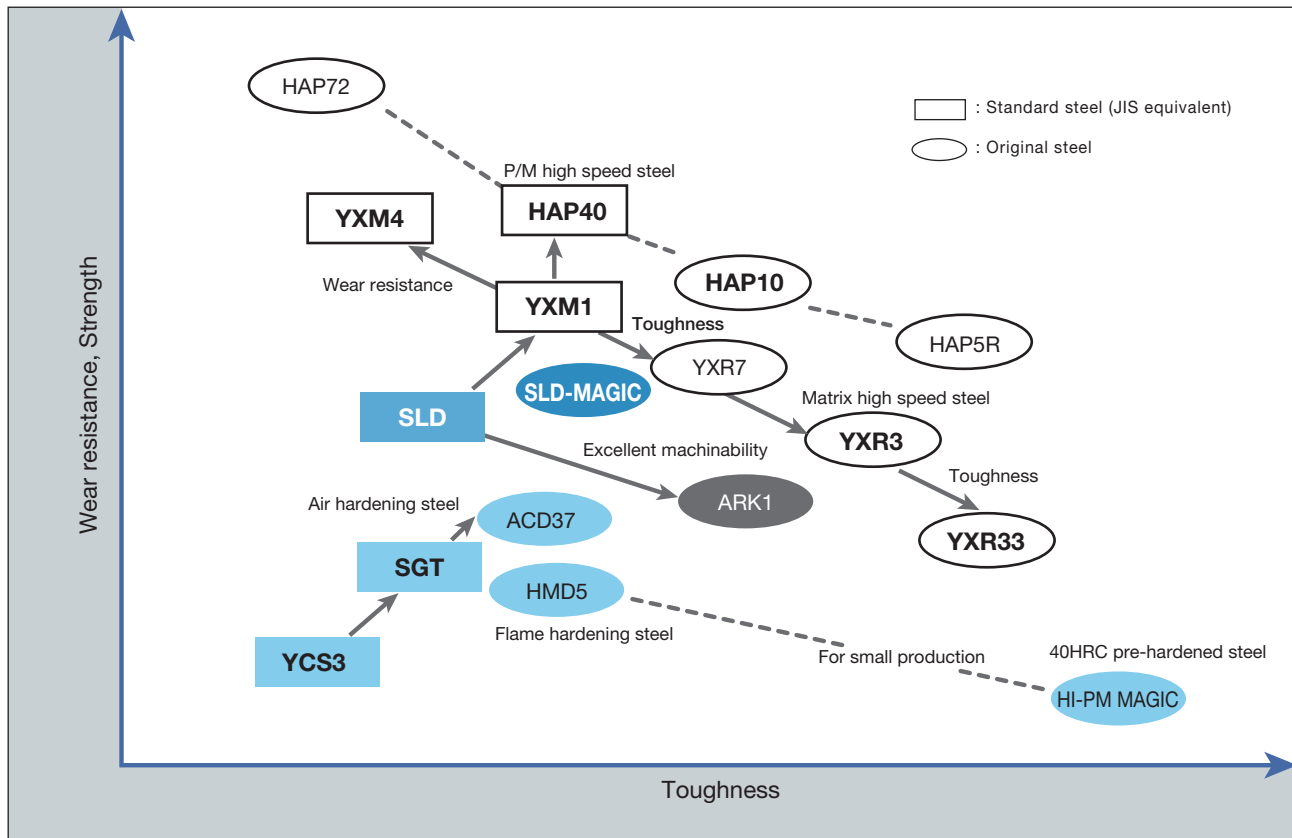 HAP72
: Standard steel (JIS equivalent)
: Original steel
P/M high speed steel
YXM4
HAP40
Wear resistance
HAP10
YXM1
Toughness
HAP5R
YXR7
SLD-MAGIC
Matrix high speed steel
SLD
YXR3
Excellent machinability
Toughness
Air hardening steel
ARK1
ACD37
YXR33
SGT
HMD5
Flame hardening steel
YCS3
For small production
40HRC pre-hardened steel
HI-PM MAGIC
Wear resistance, Strength
Toughness